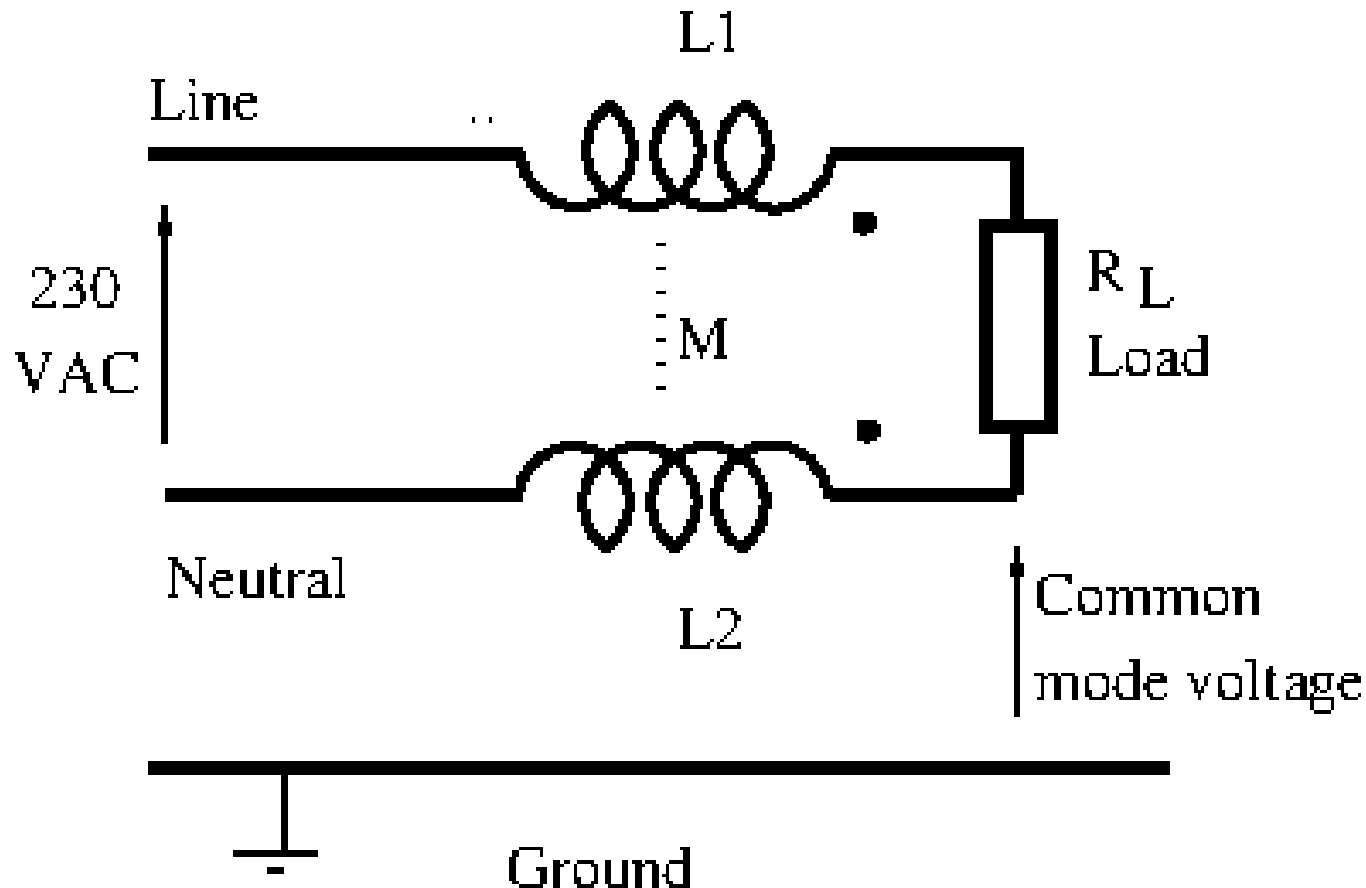 L1
Line
230
VAC
M
R L
Load
Neutral
L2
Common
mode voltage
Ground